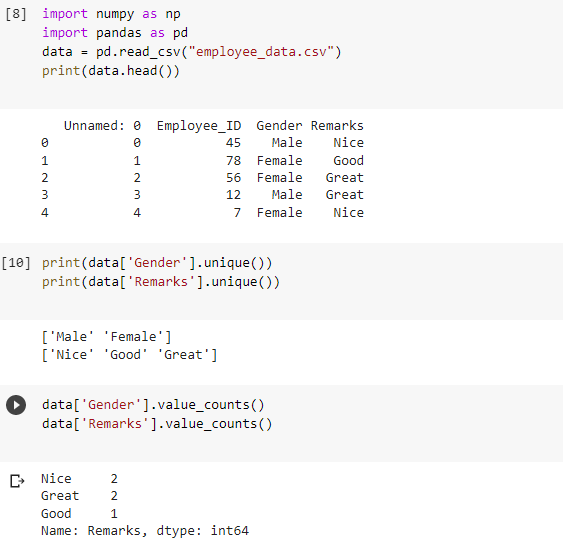 [8] import numpy as np
import pandas as pd
data = pd.read_csv("employee_data.csv")
print(data.head())
Unnamed: 0 Employee_ID Gender Remarks
0 0 45 Male Nice
1 1 78 Female Good
2 2 56 Female Great
3 3 12 Male Great
4 4 7 Female Nice
[10] print(data['Gender'].unique())
print(data['Remarks'].unique())
['Male' 'Female']
['Nice' 'Good' 'Great']
data['Gender'].value_counts()
data['Remarks'].value_counts()
Nice 2
Great 2
Good 1
Name: Remarks, dtype: int64